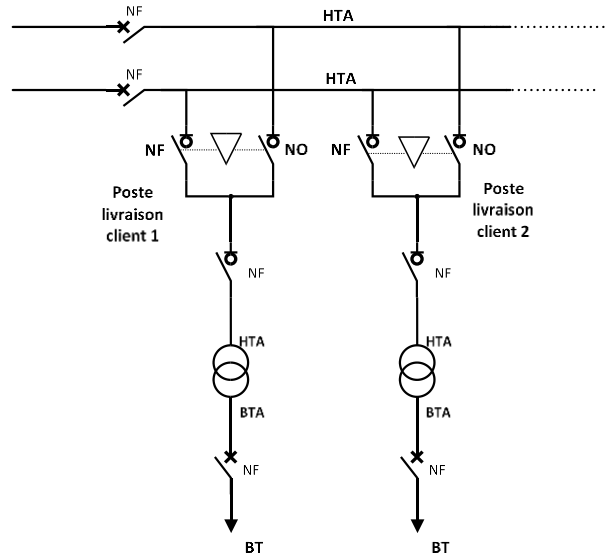 NF
HTA
NF
HTA
NF
NO
NF
NO
Poste
livraison
client 1
Poste
livraison
client 2
NF
NF
HTA
HTA
BTA
BTA
NF
NF
BT
BT